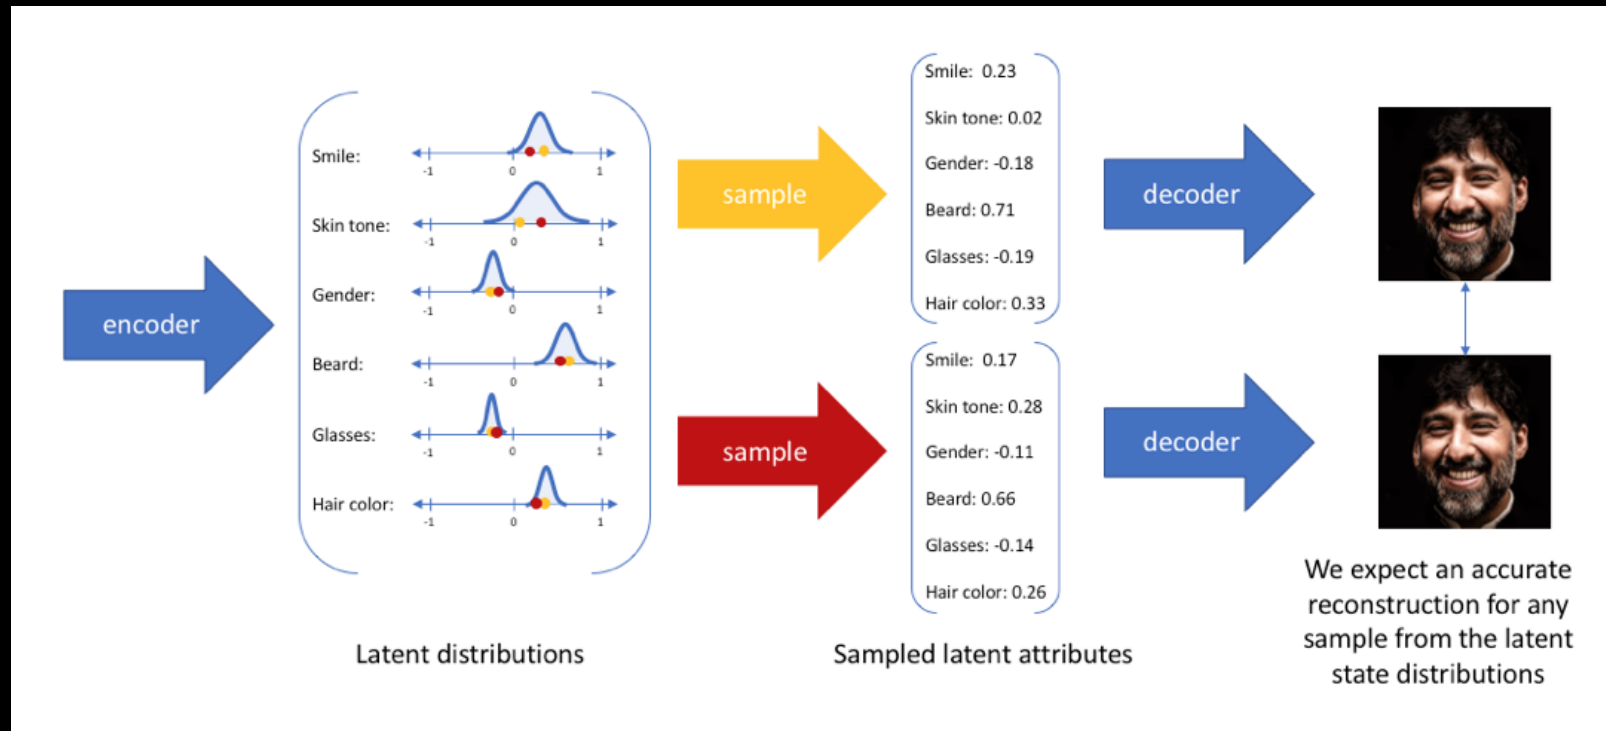 encoder
Smile:
-1 0 1
Skin tone:
-1 0 1
Gender:
-1 0 1
Beard:
-1 0 1
Glasses:
-1 0 1
Hair color:
-1 0 1
Latent distributions
sample
sample
Smile: 0.23
Skin tone: 0.02
Gender: -0.18
Beard: 0.71
Glasses: -0.19
Hair color: 0.33
Smile: 0.17
Skin tone: 0.28
Gender: -0.11
Beard: 0.66
Glasses: -0.14
Hair color: 0.26
Sampled latent attributes
decoder
decoder
We expect an accurate
reconstruction for any
sample from the latent
state distributions